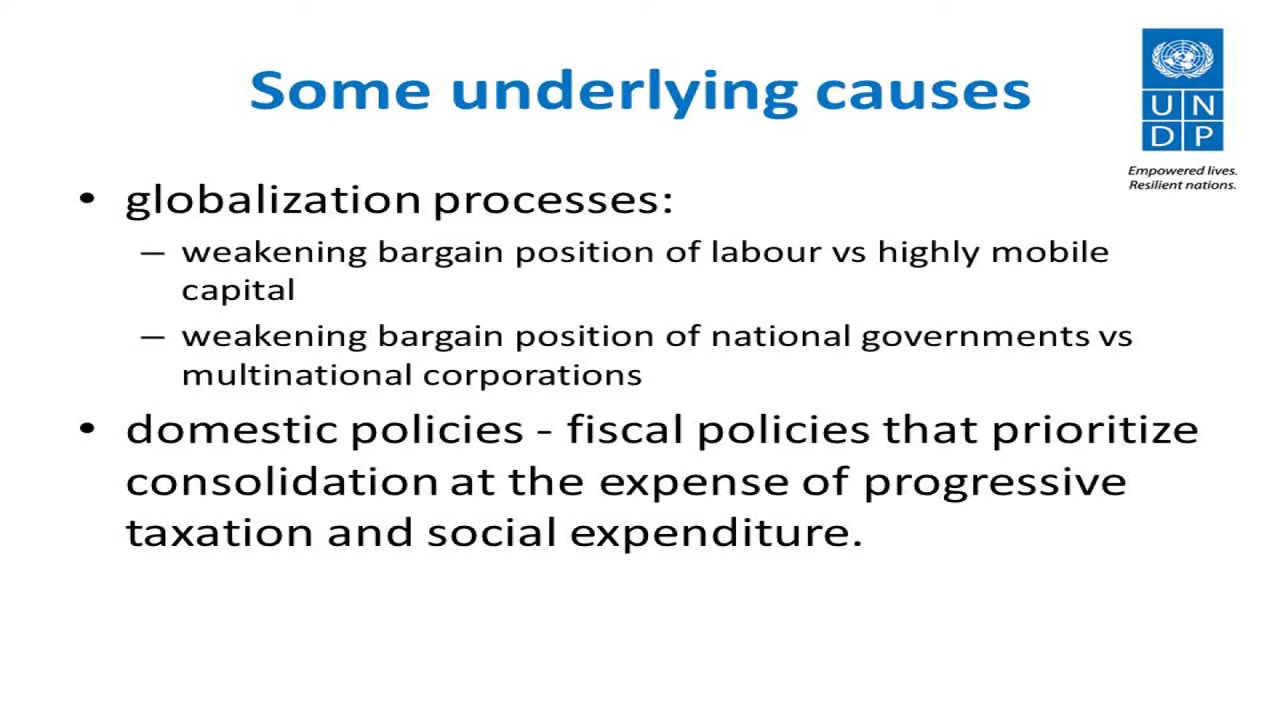 Some underlying causes
U N
D P
Empowered lives.
Resilient nations.
• globalization processes:
– weakening bargain position of labour vs highly mobile
capital
– weakening bargain position of national governments vs
multinational corporations
• domestic policies - fiscal policies that prioritize
consolidation at the expense of progressive
taxation and social expenditure.